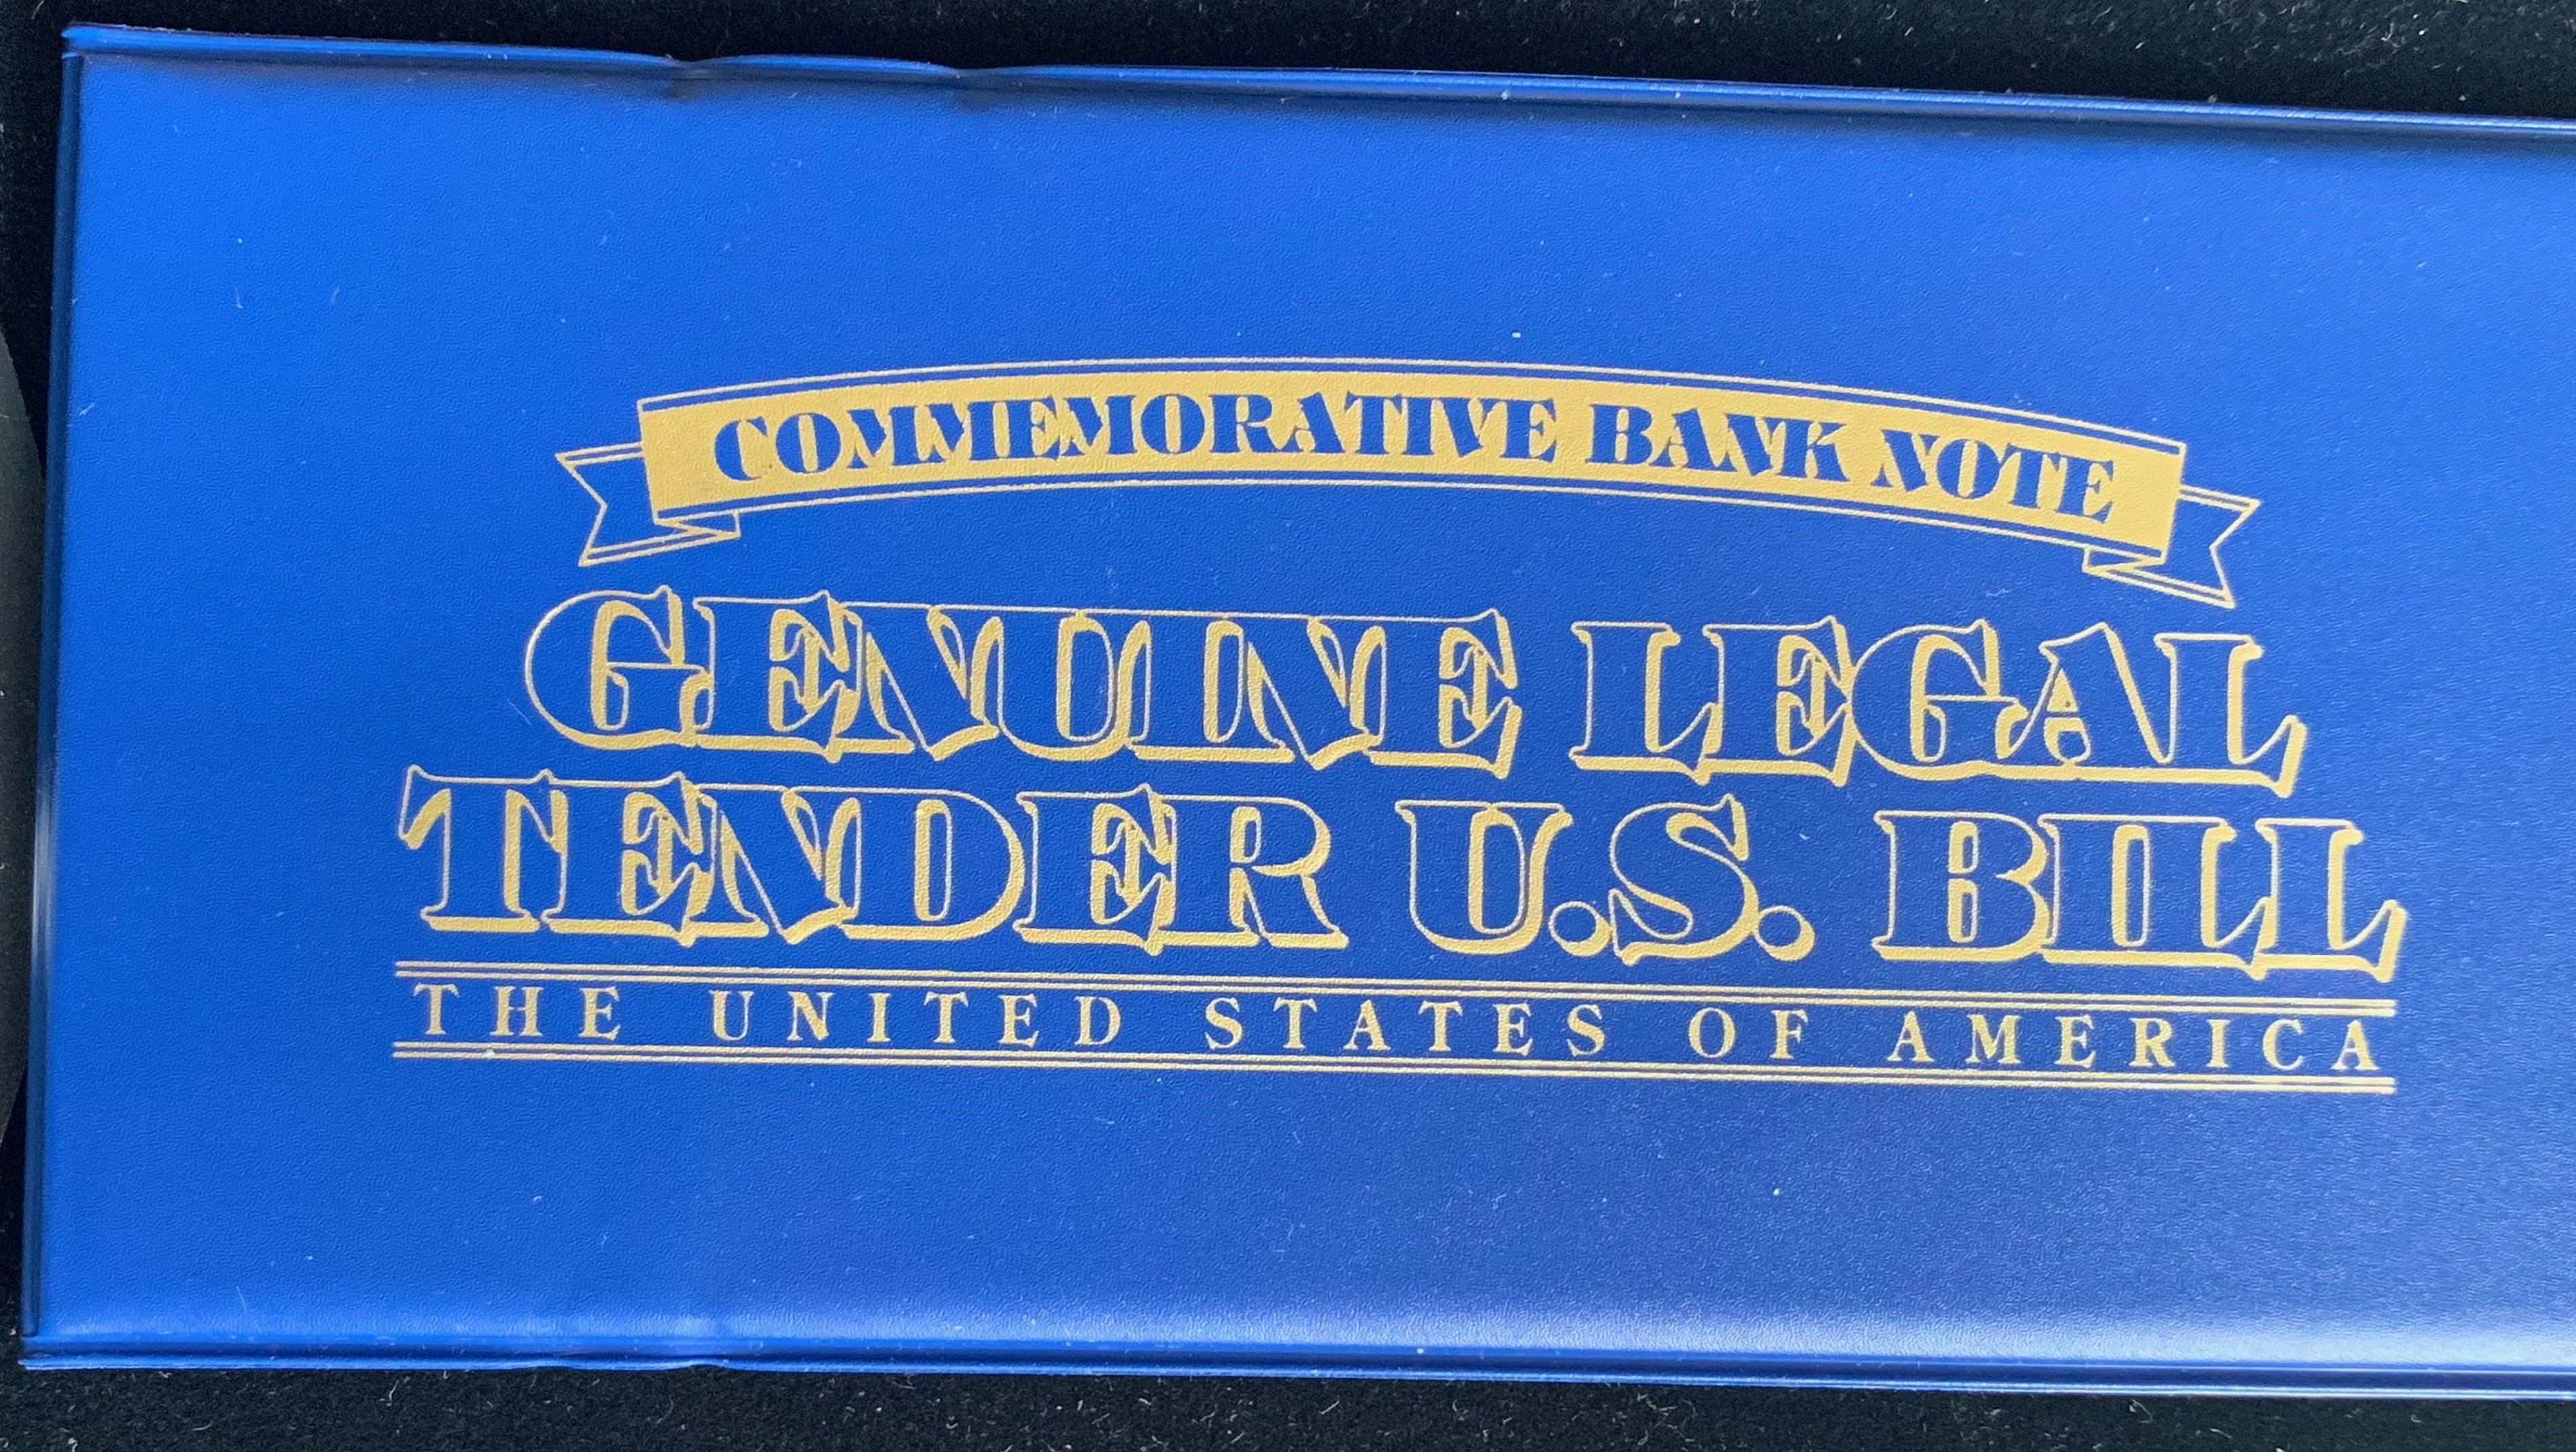 COMMEMORATIVE BANK NOTE
GENUINE LEGAL
TENDER U.S. BILL
THE UNITED STATES OF AMERICA